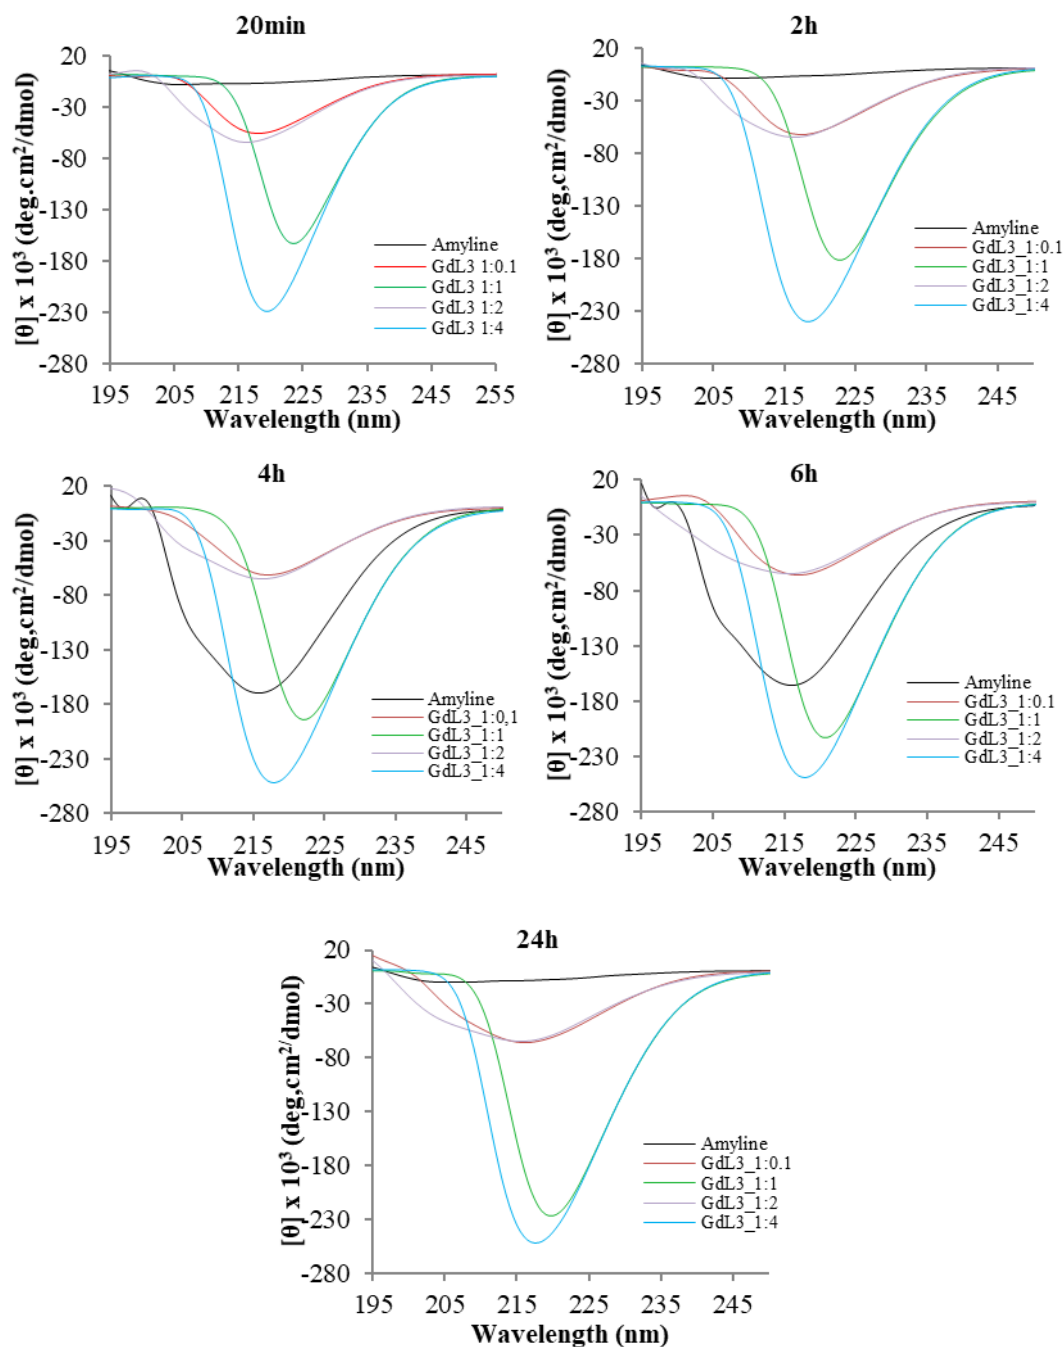 20min
[θ] x 10³ (deg.cm²/dmol)
20
-30
-80
-130
-180
-230
-280
Amyline
GdL3 1:0.1
GdL3 1:1
GdL3 1:2
GdL3 1:4
195 205 215 225 235 245 255
Wavelength (nm)
2h
[θ] x 10³ (deg,cm²/dmol)
20
-30
-80
-130
-180
-230
-280
Amyline
GdL3_1:0.1
GdL3_1:1
GdL3_1:2
GdL3_1:4
195 205 215 225 235 245
Wavelength (nm)
4h
[θ] x 10³ (deg,cm²/dmol)
20
-30
-80
-130
-180
-230
-280
Amyline
GdL3_1:0,1
GdL3_1:1
GdL3_1:2
GdL3_1:4
195 205 215 225 235 245
Wavelength (nm)
6h
[θ] x 10³ (deg,cm²/dmol)
20
-30
-80
-130
-180
-230
-280
Amyline
GdL3_1:0.1
GdL3_1:1
GdL3_1:2
GdL3_1:4
195 205 215 225 235 245
Wavelength (nm)
24h
[θ] x 10³ (deg,cm²/dmol)
20
-30
-80
-130
-180
-230
-280
Amyline
GdL3_1:0.1
GdL3_1:1
GdL3_1:2
GdL3_1:4
195 205 215 225 235 245
Wavelength (nm)